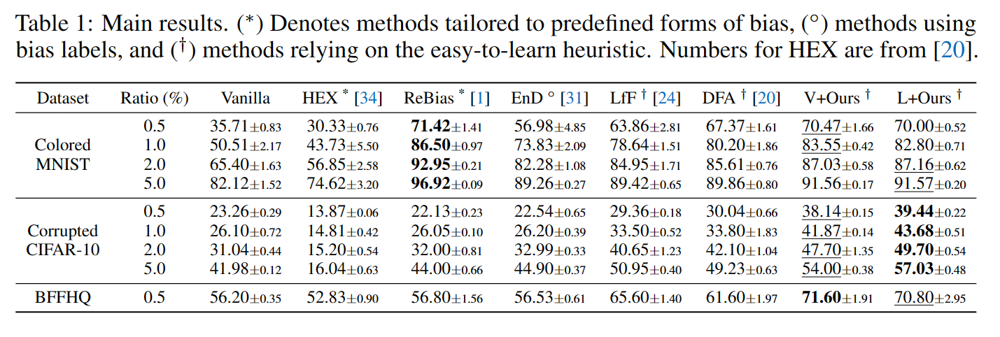 Table 1: Main results. (*) Denotes methods tailored to predefined forms of bias, (°) methods using
bias labels, and (†) methods relying on the easy-to-learn heuristic. Numbers for HEX are from [20].
Dataset Ratio (%) Vanilla HEX * [34] ReBias * [1] EnD ° [31] LfF † [24] DFA † [20] V+Ours † L+Ours †
0.5 35.71±0.83 30.33±0.76 71.42±1.41 56.98±4.85 63.86±2.81 67.37±1.61 70.47±1.66 70.00±0.52
Colored 1.0 50.51±2.17 43.73±5.50 86.50±0.97 73.83±2.09 78.64±1.51 80.20±1.86 83.55±0.42 82.80±0.71
MNIST 2.0 65.40±1.63 56.85±2.58 92.95±0.21 82.28±1.08 84.95±1.71 85.61±0.76 87.03±0.58 87.16±0.62
5.0 82.12±1.52 74.62±3.20 96.92±0.09 89.26±0.27 89.42±0.65 89.86±0.80 91.56±0.17 91.57±0.20
0.5 23.26±0.29 13.87±0.06 22.13±0.23 22.54±0.65 29.36±0.18 30.04±0.66 38.14±0.15 39.44±0.22
Corrupted 1.0 26.10±0.72 14.81±0.42 26.05±0.10 26.20±0.39 33.50±0.52 33.80±1.83 41.87±0.14 43.68±0.51
CIFAR-10 2.0 31.04±0.44 15.20±0.54 32.00±0.81 32.99±0.33 40.65±1.23 42.10±1.04 47.70±1.35 49.70±0.54
5.0 41.98±0.12 16.04±0.63 44.00±0.66 44.90±0.37 50.95±0.40 49.23±0.63 54.00±0.38 57.03±0.48
BFFHQ 0.5 56.20±0.35 52.83±0.90 56.80±1.56 56.53±0.61 65.60±1.40 61.60±1.97 71.60±1.91 70.80±2.95